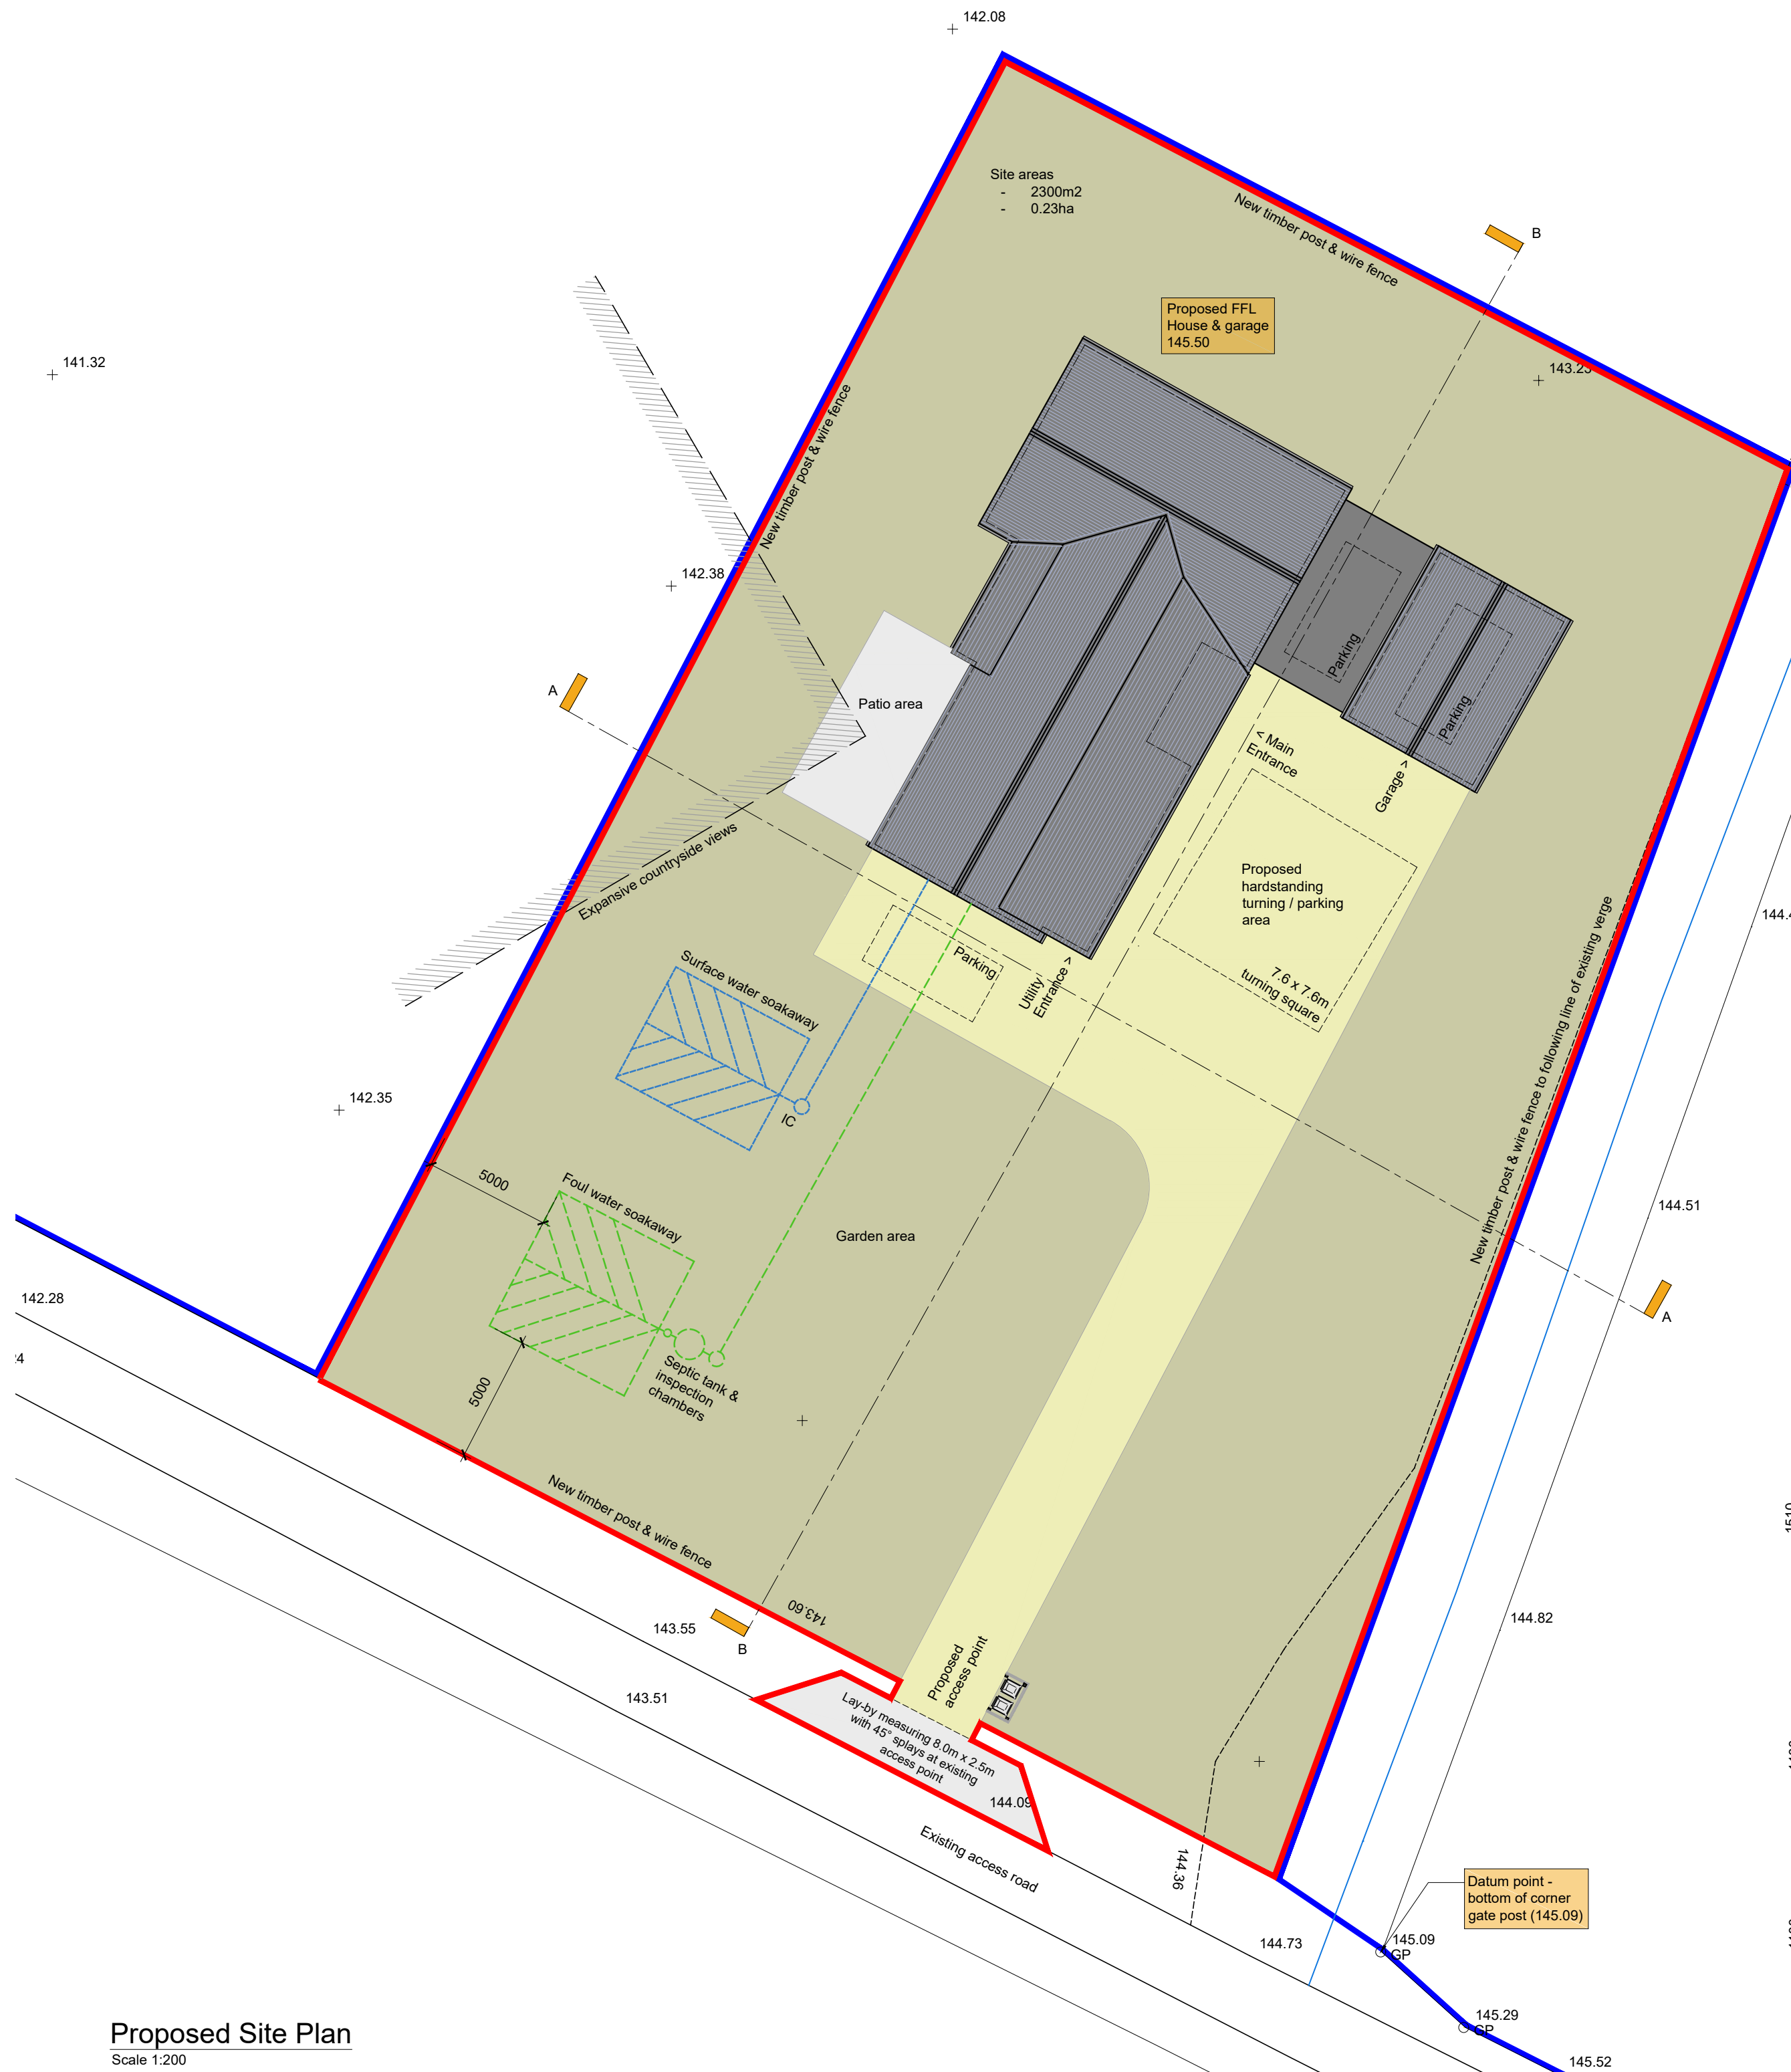 142.08
Site areas
- 2300m2
- 0.23ha
New timber post & wire fence
B
Proposed FFL
House & garage
145.50
141.32
143.23
New timber post & wire fence
142.38
A
Patio area
Parking
Parking
< Main
Entrance
Garage >
Expansive countryside views
Proposed
hardstanding
turning / parking
area
144.4
Surface water soakaway
Parking
Utility
Entrance >
7.6 x 7.6m
turning square
New timber post & wire fence to following line of existing verge
142.35
IC
5000
Foul water soakaway
Garden area
144.51
A
142.28
Septic tank &
inspection
chambers
5000
New timber post & wire fence
143.60
143.55
B
144.82
Proposed
access point
143.51
Lay-by measuring 8.0m x 2.5m
with 45° splays at existing
access point
144.09
Existing access road
144.36
Datum point -
bottom of corner
gate post (145.09)
144.73
145.09
GP
145.29
GP
145.52
Proposed Site Plan
Scale 1:200